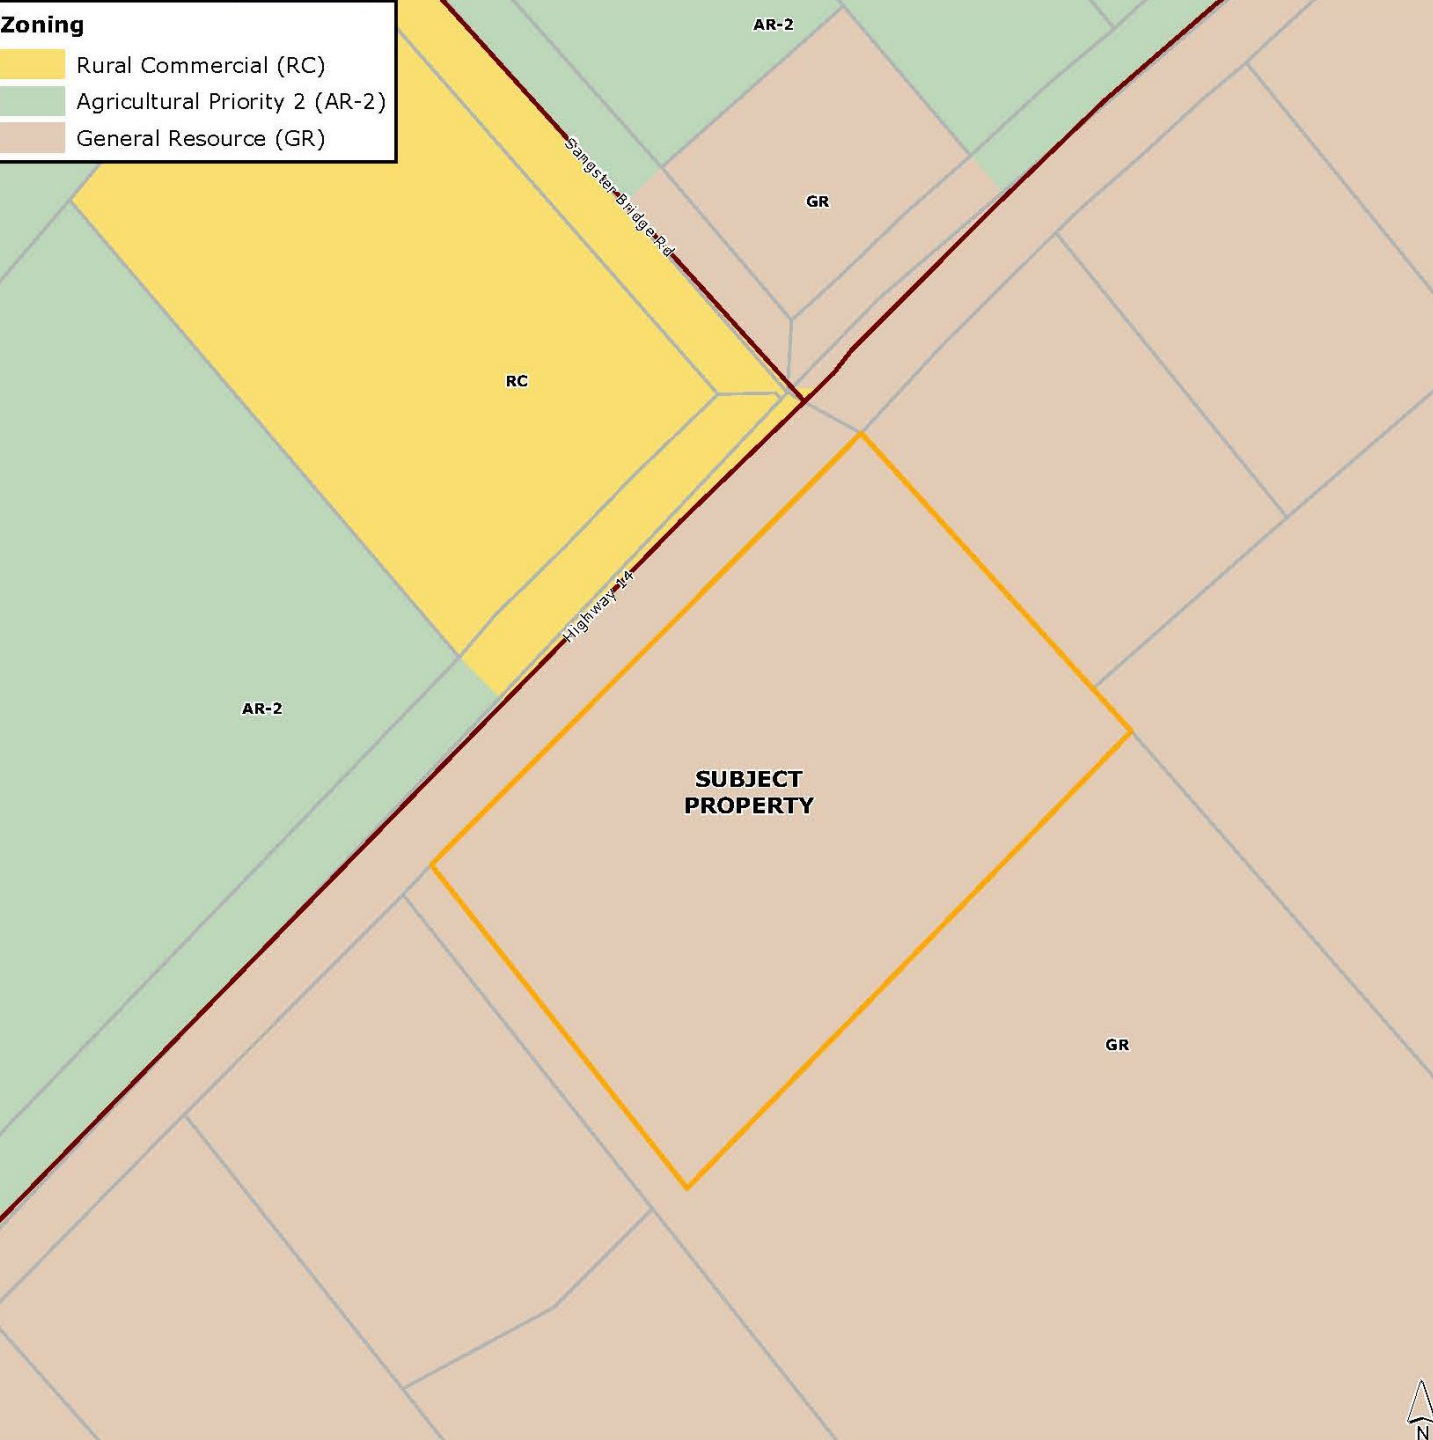 Zoning
Rural Commercial (RC)
Agricultural Priority 2 (AR-2)
General Resource (GR)
AR-2
Sangster Bridge Rd
GR
RC
Highway 14
AR-2
SUBJECT
PROPERTY
GR
N